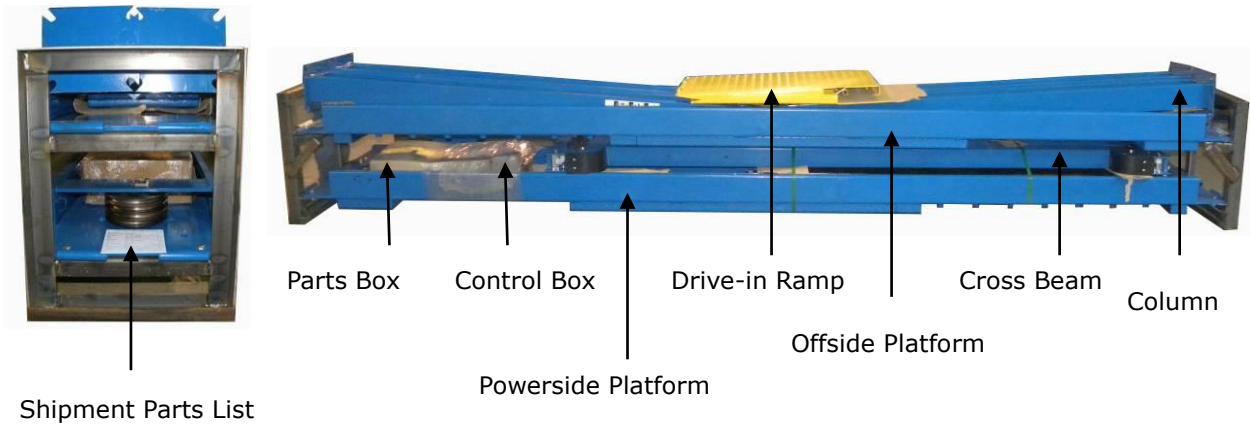 Parts Box
Control Box
Drive-in Ramp
Cross Beam
Column
Offside Platform
Powerside Platform
Shipment Parts List